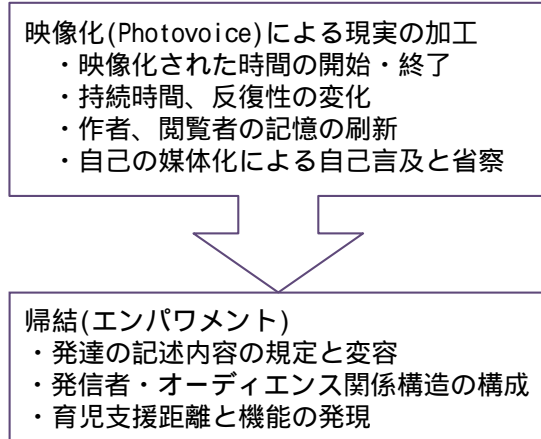 映像化(Photovoice)による現実の加工
・映像化された時間の開始・終了
・持続時間、反復性の変化
・作者、閲覧者の記憶の刷新
・自己の媒体化による自己言及と省察
帰結(エンパワメント)
・発達の記述内容の規定と変容
・発信者・オーディエンス関係構造の構成
・育児支援距離と機能の発現